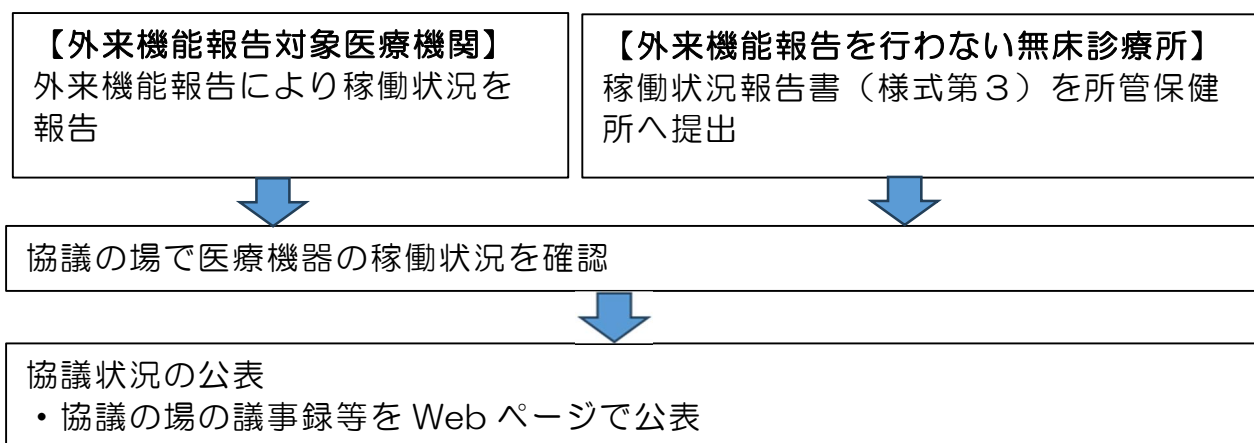 【外来機能報告対象医療機関】
外来機能報告により稼働状況を
報告
【外来機能報告を行わない無床診療所】
稼働状況報告書（様式第３）を所管保健
所へ提出
協議の場で医療機器の稼働状況を確認
協議状況の公表
・協議の場の議事録等を Web ページで公表